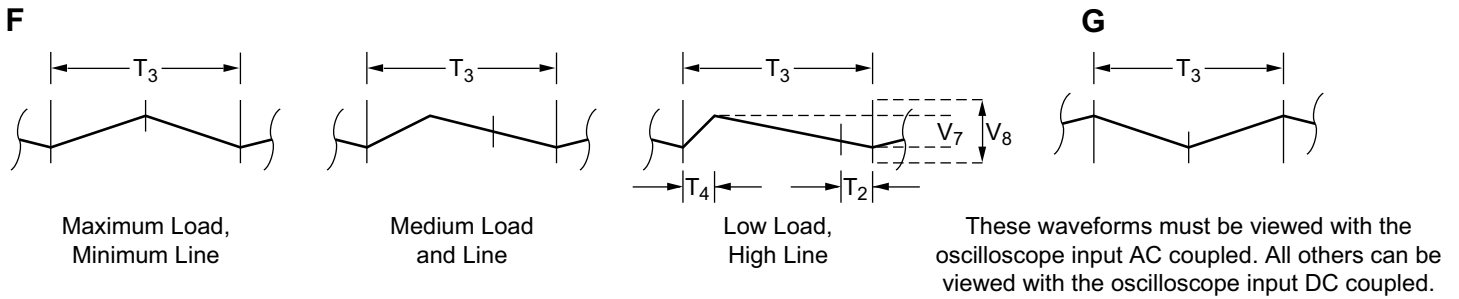 F
G
T3
T3
T3
T3
V7
V8
T4
T2
Maximum Load,
Minimum Line
Medium Load
and Line
Low Load,
High Line
These waveforms must be viewed with the
oscilloscope input AC coupled. All others can be
viewed with the oscilloscope input DC coupled.